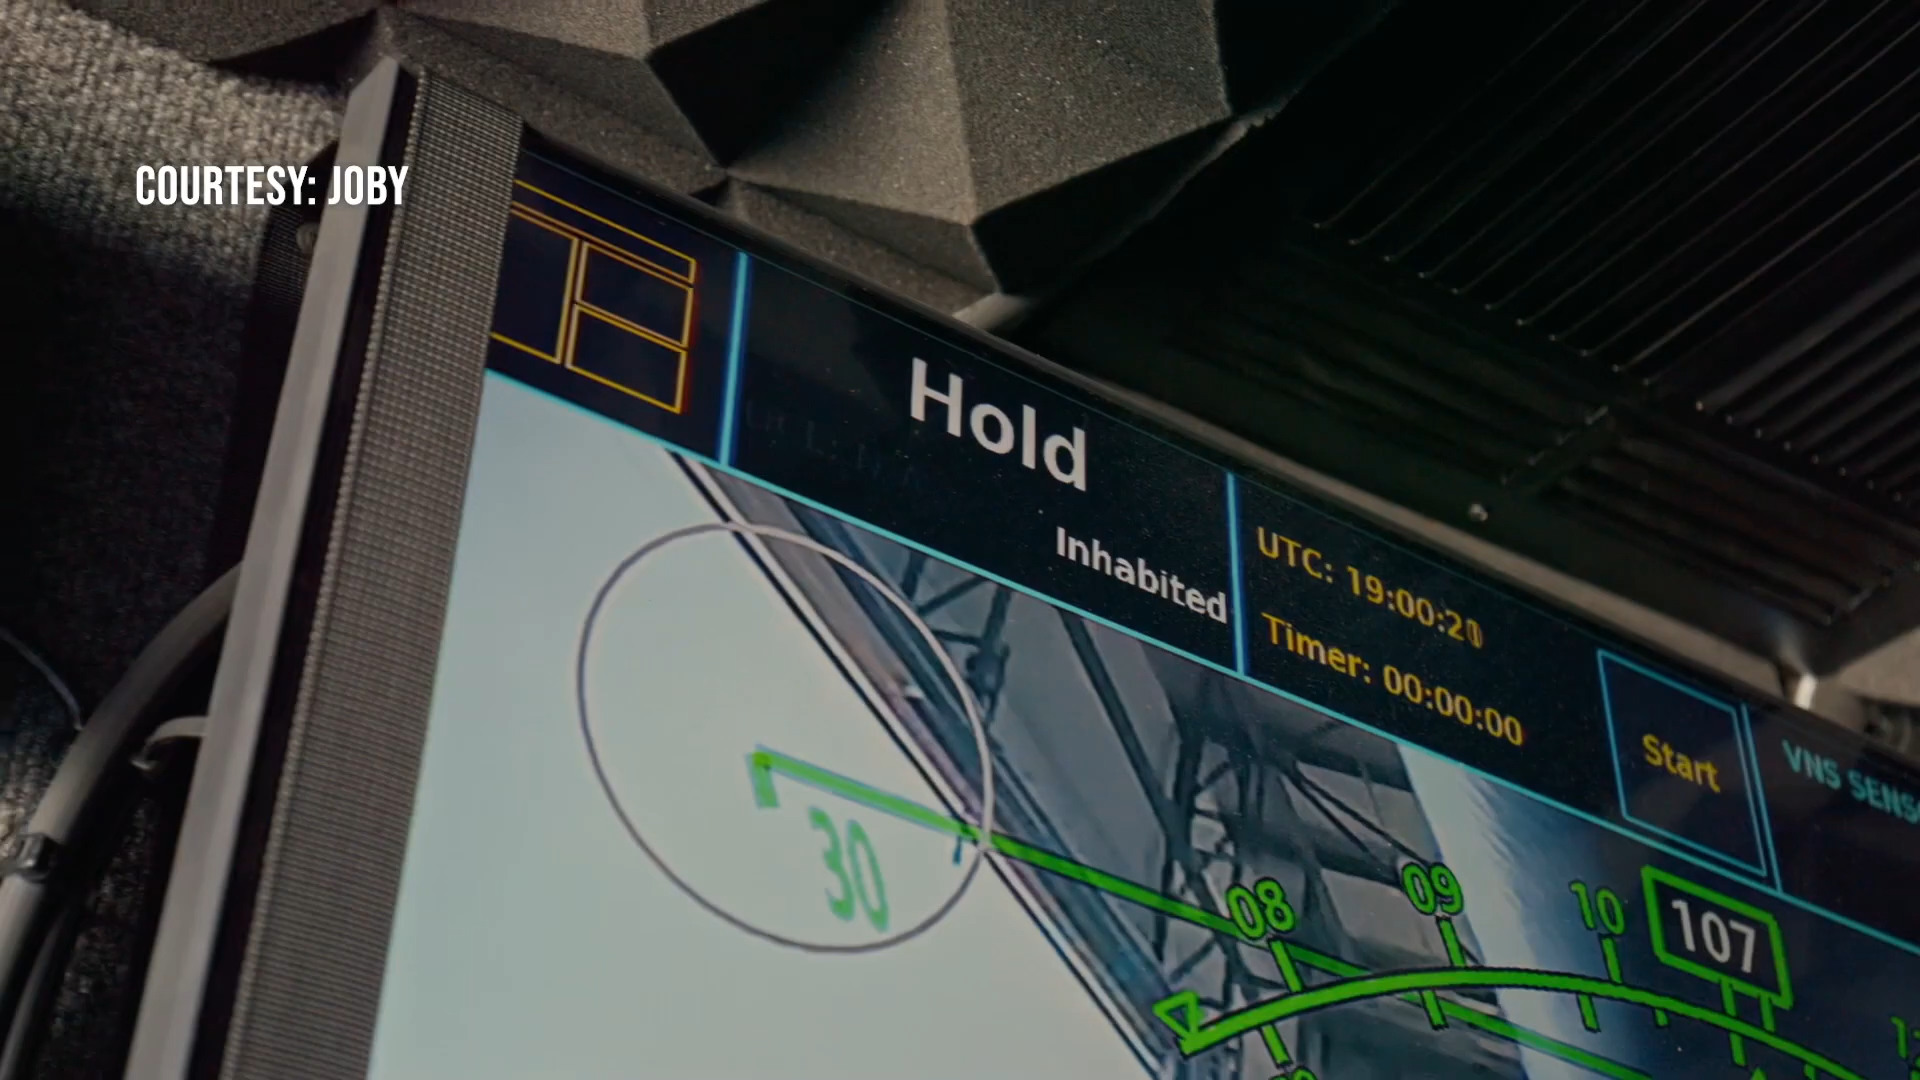 COURTESY: JOBY
Hold
Inhabited
UTC: 19:00:20
Timer: 00:00:00
Start
VNS
30
08
09
10
107